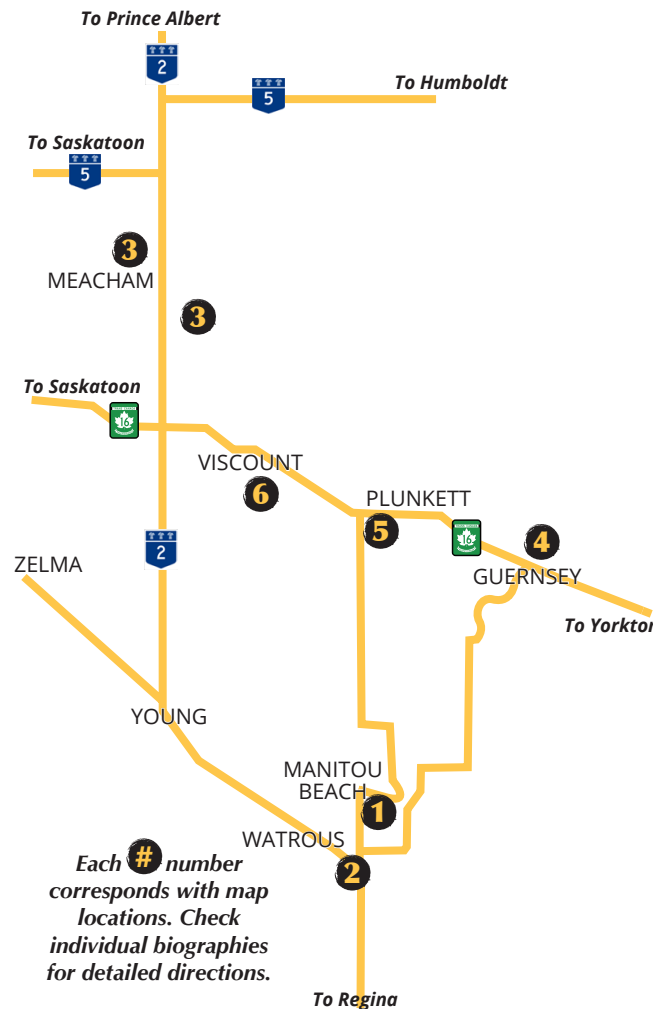 To Prince Albert
2
To Humboldt
5
To Saskatoon
5
3
MEACHAM
3
To Saskatoon
16
VISCOUNT
6
PLUNKETT
5
16
4
GUERNSEY
2
ZELMA
To Yorkton
YOUNG
MANITOU
BEACH
1
WATROUS
2
Each # number
corresponds with map
locations. Check
individual biographies
for detailed directions.
To Regina